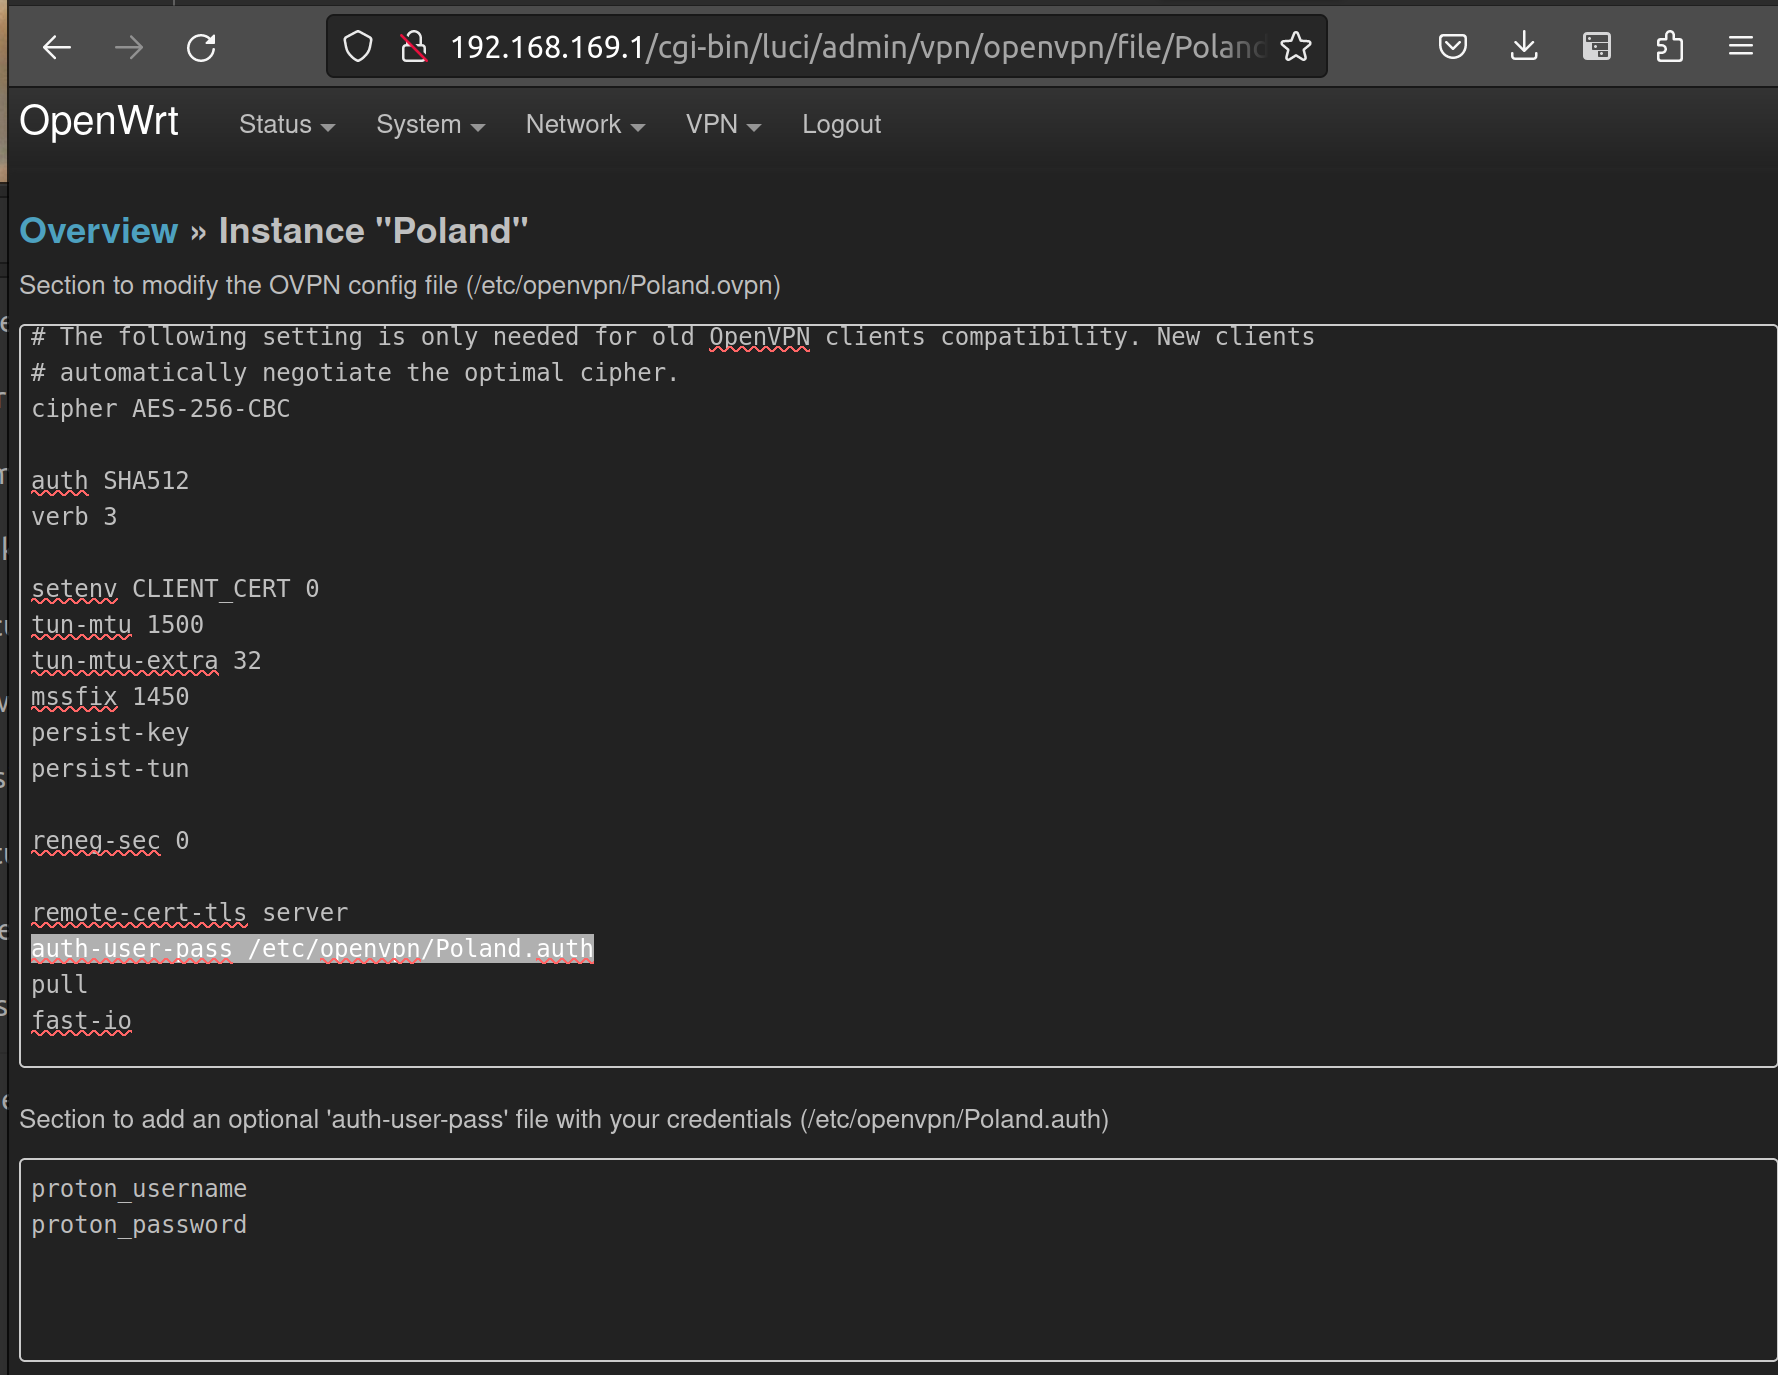 192.168.169.1/cgi-bin/luci/admin/vpn/openvpn/file/Poland
OpenWrt Status System Network VPN Logout
Overview » Instance "Poland"
Section to modify the OVPN config file (/etc/openvpn/Poland.ovpn)
# The following setting is only needed for old OpenVPN clients compatibility. New clients
# automatically negotiate the optimal cipher.
cipher AES-256-CBC
auth SHA512
verb 3
setenv CLIENT_CERT 0
tun-mtu 1500
tun-mtu-extra 32
mssfix 1450
persist-key
persist-tun
reneg-sec 0
remote-cert-tls server
auth-user-pass /etc/openvpn/Poland.auth
pull
fast-io
Section to add an optional 'auth-user-pass' file with your credentials (/etc/openvpn/Poland.auth)
proton_username
proton_password